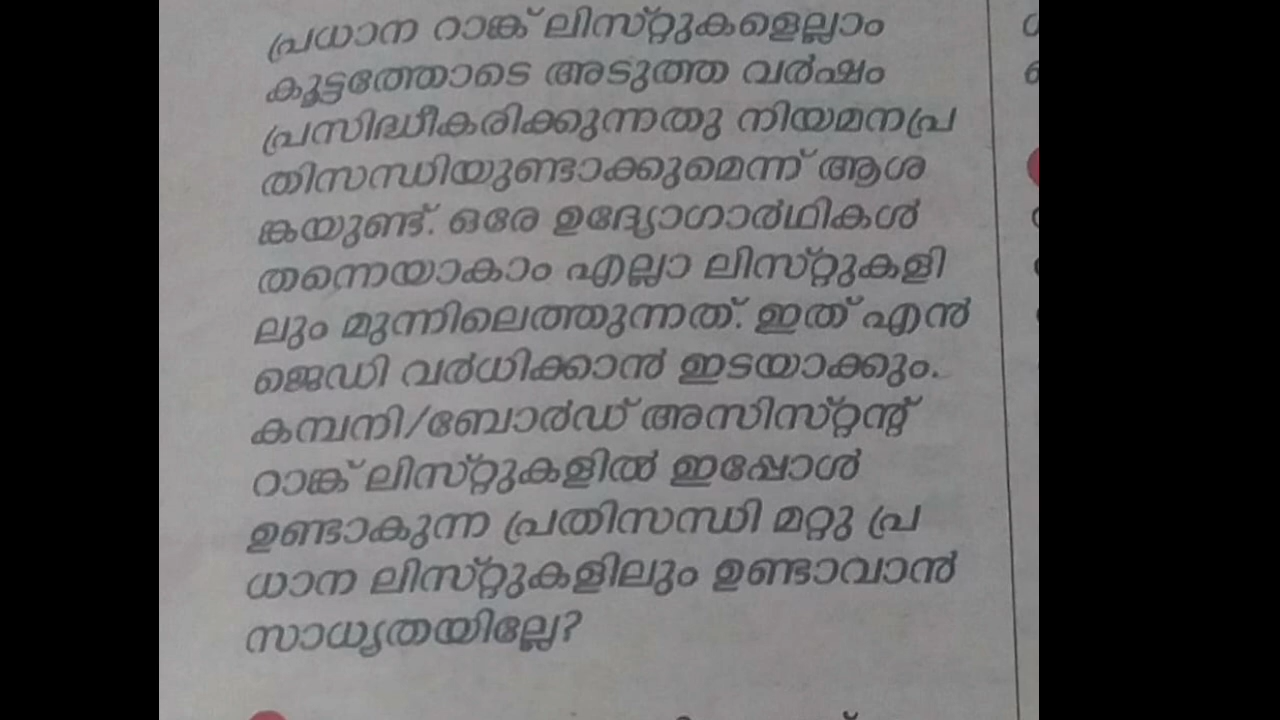 പ്രധാന റാങ്ക് ലിസ്റ്റുകളെല്ലാം
കൂട്ടത്തോടെ അടുത്ത വർഷം
പ്രസിദ്ധീകരിക്കുന്നതു നിയമനപ്ര
തിസന്ധിയുണ്ടാക്കുമെന്ന് ആശ
ങ്കയുണ്ട്. ഒരേ ഉദ്യോഗാർഥികൾ
തന്നെയാകാം എല്ലാ ലിസ്റ്റുകളി
ലും മുന്നിലെത്തുന്നത്. ഇത് എൻ
ജെഡി വർധിക്കാൻ ഇടയാക്കും.
കമ്പനി/ബോർഡ് അസിസ്റ്റന്റ്
റാങ്ക് ലിസ്റ്റുകളിൽ ഇപ്പോൾ
ഉണ്ടാകുന്ന പ്രതിസന്ധി മറ്റു പ്ര
ധാന ലിസ്റ്റുകളിലും ഉണ്ടാവാൻ
സാധ്യതയില്ലേ?